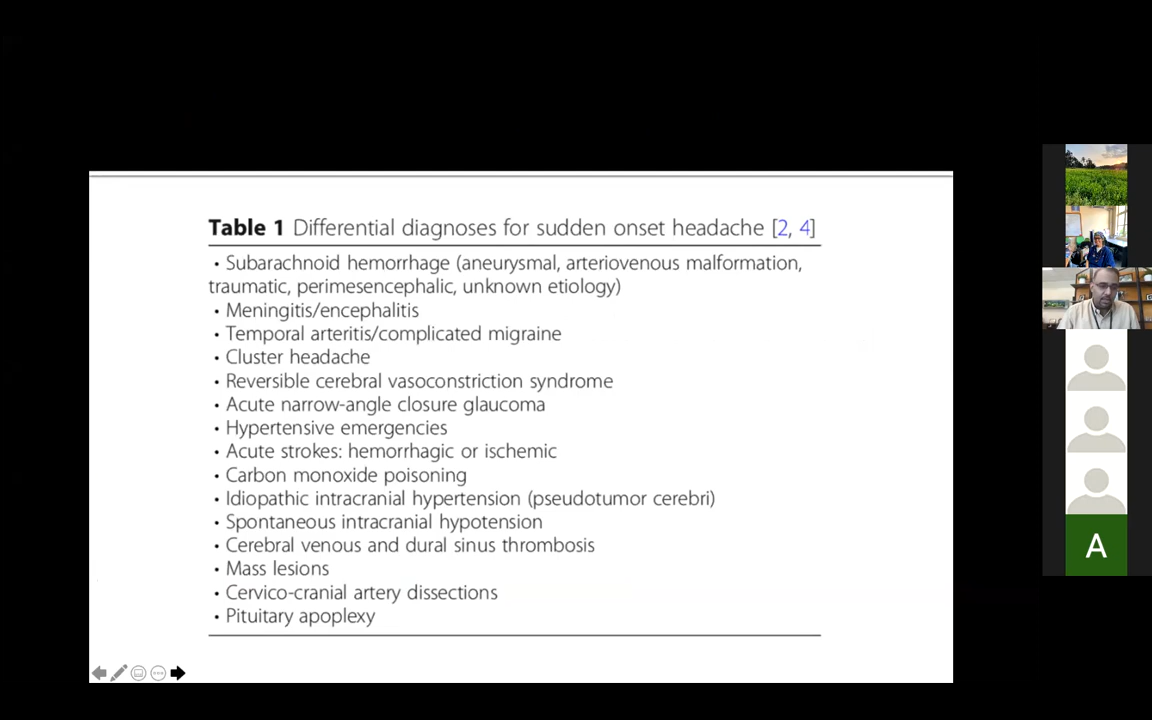 Table 1 Differential diagnoses for sudden onset headache [2, 4]
• Subarachnoid hemorrhage (aneurysmal, arteriovenous malformation,
traumatic, perimesencephalic, unknown etiology)
• Meningitis/encephalitis
• Temporal arteritis/complicated migraine
• Cluster headache
• Reversible cerebral vasoconstriction syndrome
• Acute narrow-angle closure glaucoma
• Hypertensive emergencies
• Acute strokes: hemorrhagic or ischemic
• Carbon monoxide poisoning
• Idiopathic intracranial hypertension (pseudotumor cerebri)
• Spontaneous intracranial hypotension
• Cerebral venous and dural sinus thrombosis
• Mass lesions
• Cervico-cranial artery dissections
• Pituitary apoplexy
A